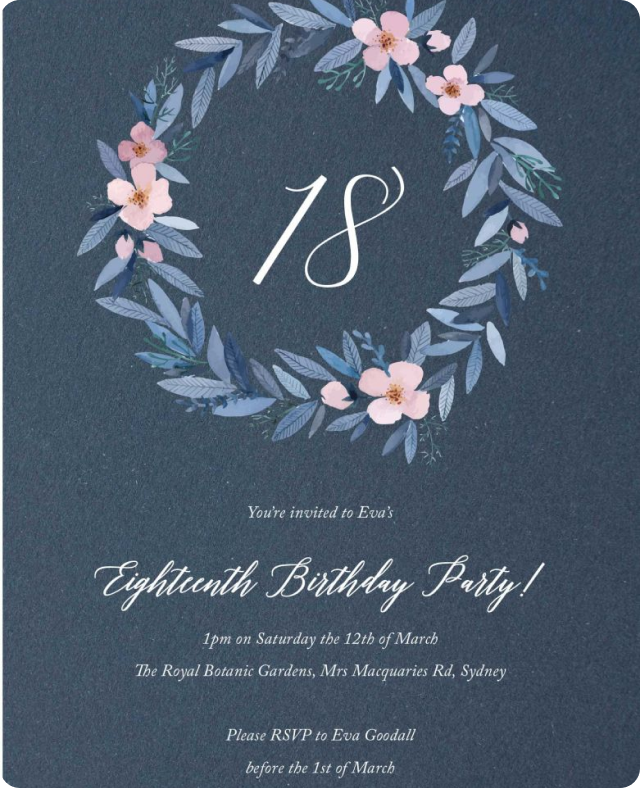 18
You're invited to Eva's
Eighteenth Birthday Party!
1pm on Saturday the 12th of March
The Royal Botanic Gardens, Mrs Macquaries Rd, Sydney
Please RSVP to Eva Goodall
before the 1st of March